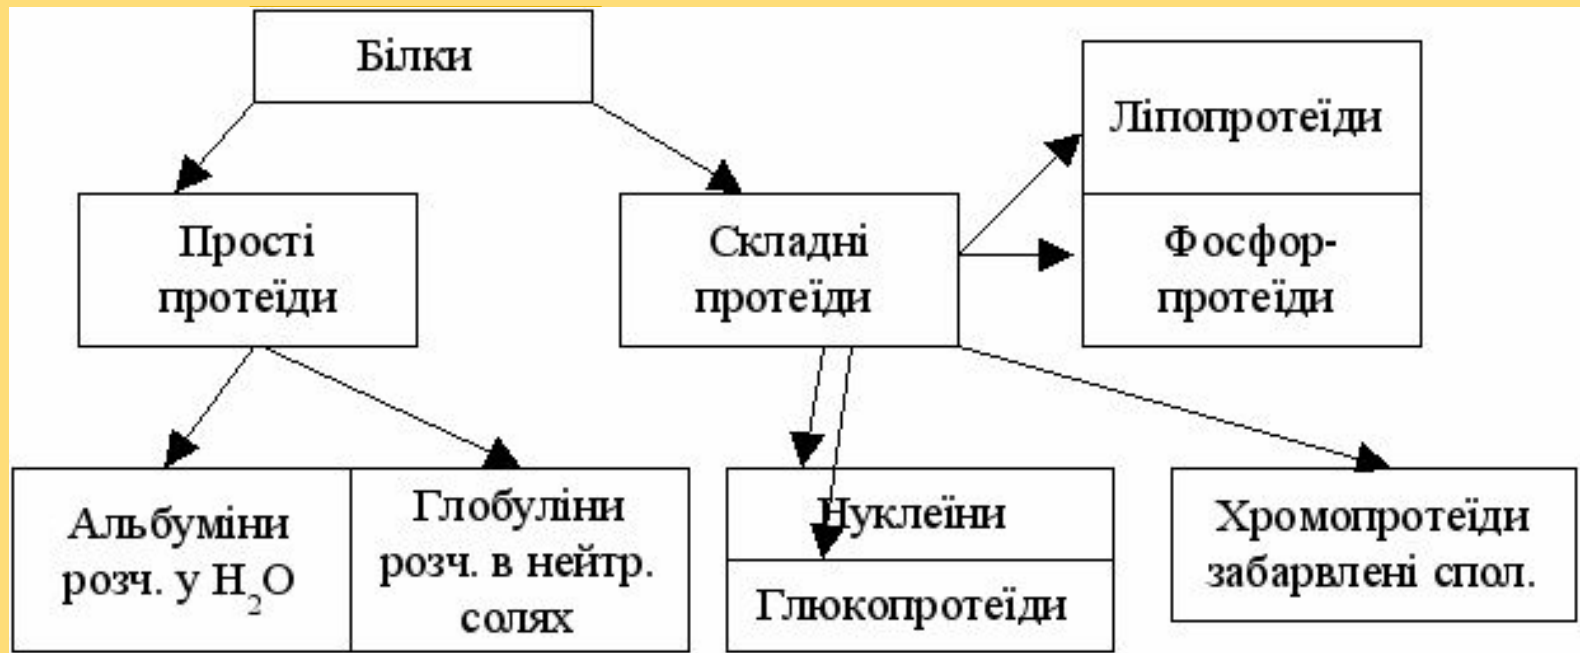 Білки
Ліпопротеїди
Прості
протеїди
Складні
протеїди
Фосфор-
протеїди
Альбуміни
розч. у H₂O
Глобуліни
розч. в нейтр.
солях
Нуклеїни
Глюкопротеїди
Хромопротеїди
забарвлені спол.